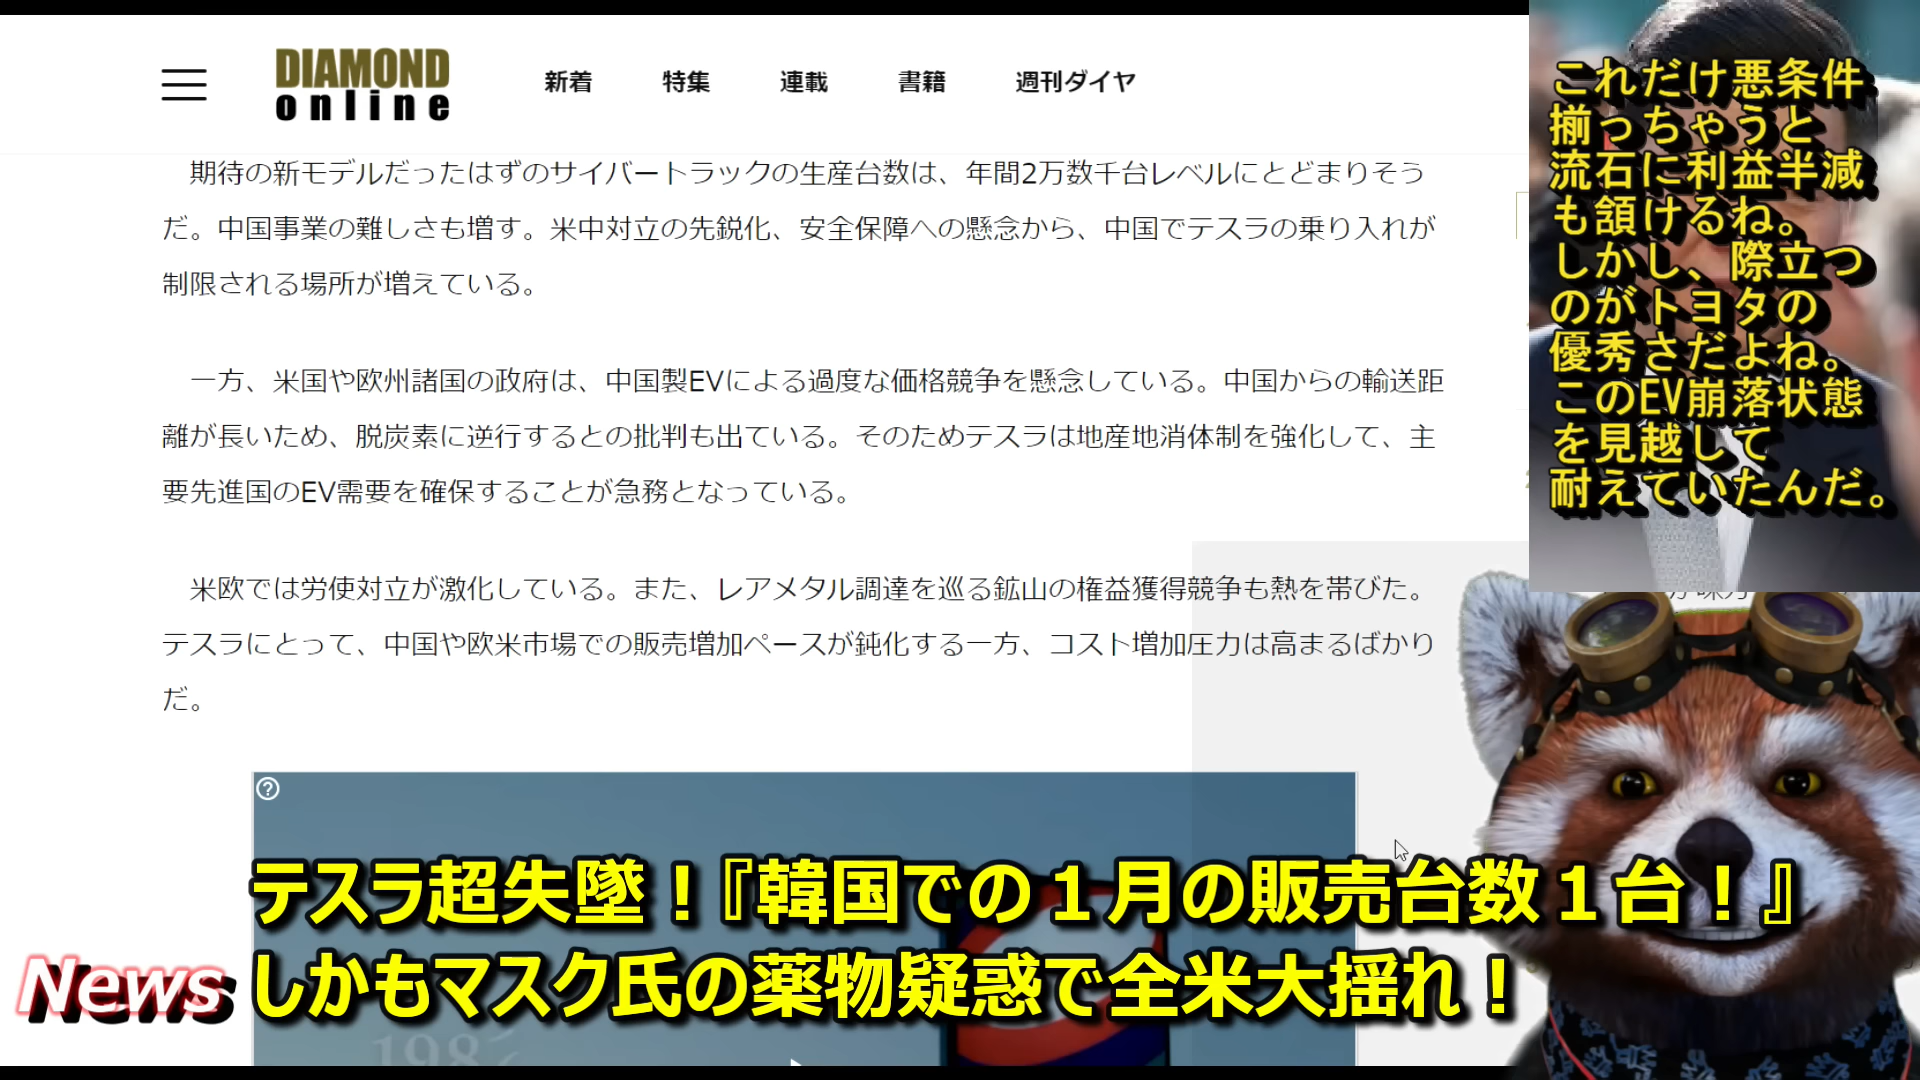 DIAMOND
online
新着
特集
連載
書籍
週刊ダイヤ
期待の新モデルだったはずのサイバートラックの生産台数は、年間2万数千台レベルにとどまりそう
だ。中国事業の難しさも増す。米中対立の先鋭化、安全保障への懸念から、中国でテスラの乗り入れが
制限される場所が増えている。
一方、米国や欧州諸国の政府は、中国製EVによる過度な価格競争を懸念している。中国からの輸送距
離が長いため、脱炭素に逆行するとの批判も出ている。そのためテスラは地産地消体制を強化して、主
要先進国のEV需要を確保することが急務となっている。
米欧では労使対立が激化している。また、レアメタル調達を巡る鉱山の権益獲得競争も熱を帯びた。
テスラにとって、中国や欧米市場での販売増加ペースが鈍化する一方、コスト増加圧力は高まるばかり
だ。
これだけ悪条件
揃っちゃうと
流石に利益半減
も頷けるね。
しかし、際立つ
のがトヨタの
優秀さだよね。
このEV崩落状態
を見越して
耐えていたんだ。
テスラ超失墜！『韓国での１月の販売台数１台！』
News
しかもマスク氏の薬物疑惑で全米大揺れ！
198